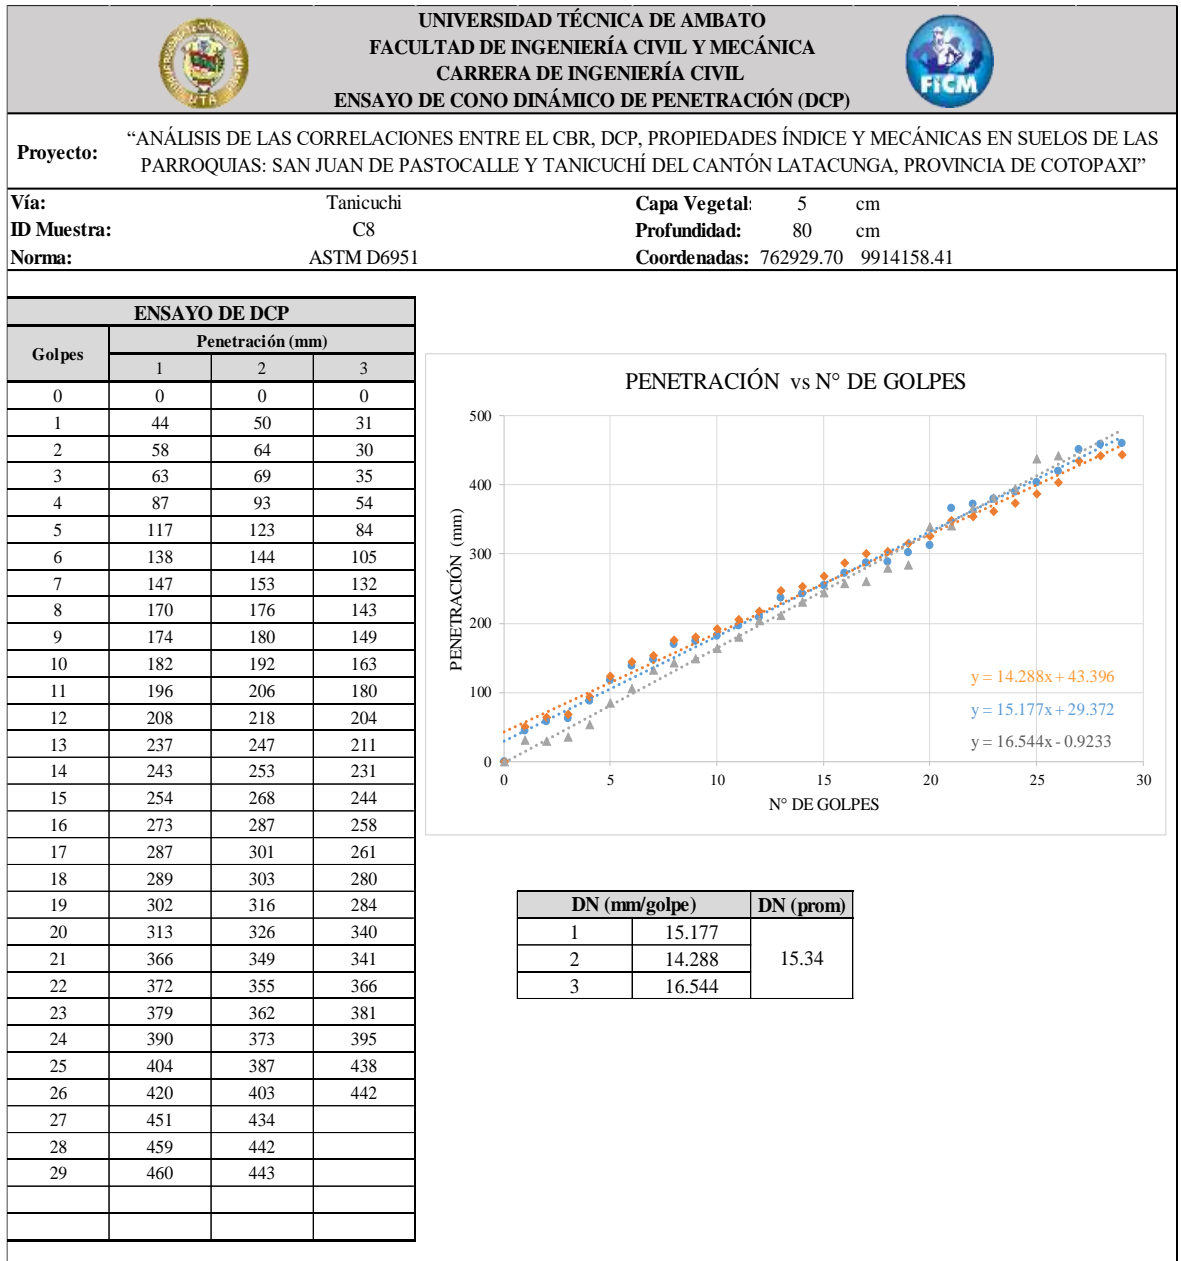 UNIVERSIDAD TÉCNICA DE AMBATO
FACULTAD DE INGENIERÍA CIVIL Y MECÁNICA
CARRERA DE INGENIERÍA CIVIL
ENSAYO DE CONO DINÁMICO DE PENETRACIÓN (DCP)
UTA
FICM
Proyecto: “ANÁLISIS DE LAS CORRELACIONES ENTRE EL CBR, DCP, PROPIEDADES ÍNDICE Y MECÁNICAS EN SUELOS DE LAS
PARROQUIAS: SAN JUAN DE PASTOCALLE Y TANICUCHÍ DEL CANTÓN LATACUNGA, PROVINCIA DE COTOPAXI”
Vía: Tanicuchi Capa Vegetal: 5 cm
ID Muestra: C8 Profundidad: 80 cm
Norma: ASTM D6951 Coordenadas: 762929.70 9914158.41
ENSAYO DE DCP
Golpes Penetración (mm)
1 2 3
0 0 0 0
1 44 50 31
2 58 64 30
3 63 69 35
4 87 93 54
5 117 123 84
6 138 144 105
7 147 153 132
8 170 176 143
9 174 180 149
10 182 192 163
11 196 206 180
12 208 218 204
13 237 247 211
14 243 253 231
15 254 268 244
16 273 287 258
17 287 301 261
18 289 303 280
19 302 316 284
20 313 326 340
21 366 349 341
22 372 355 366
23 379 362 381
24 390 373 395
25 404 387 438
26 420 403 442
27 451 434
28 459 442
29 460 443
PENETRACIÓN vs N° DE GOLPES
PENETRACIÓN (mm)
500
400
300
200
100
0
y = 14.288x + 43.396
y = 15.177x + 29.372
y = 16.544x - 0.9233
0 5 10 15 20 25 30
N° DE GOLPES
DN (mm/golpe) DN (prom)
1 15.177
2 14.288 15.34
3 16.544